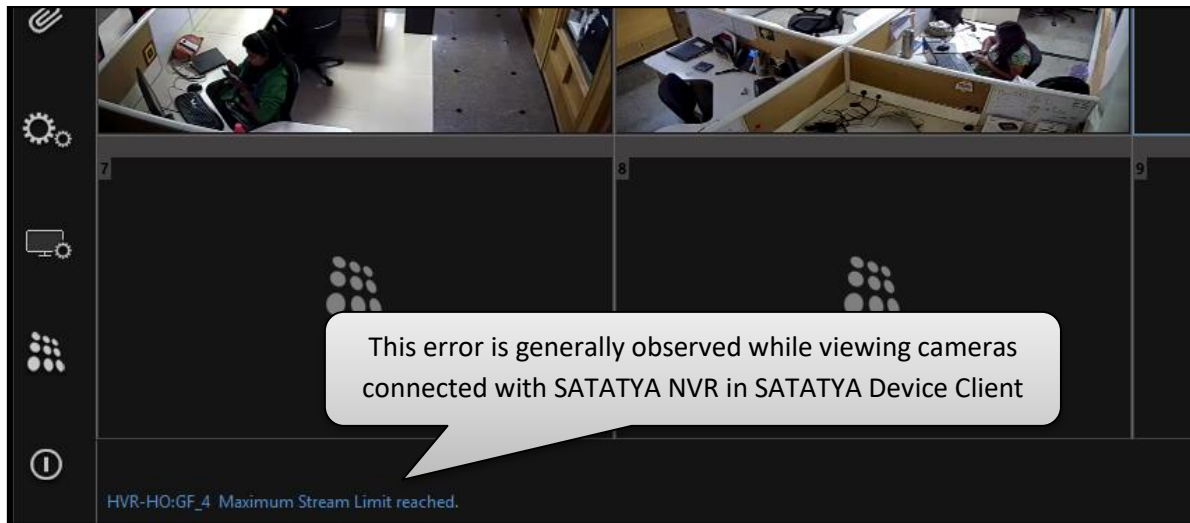 7
8
9
This error is generally observed while viewing cameras
connected with SATATYA NVR in SATATYA Device Client
HVR-HO:GF_4 Maximum Stream Limit reached.